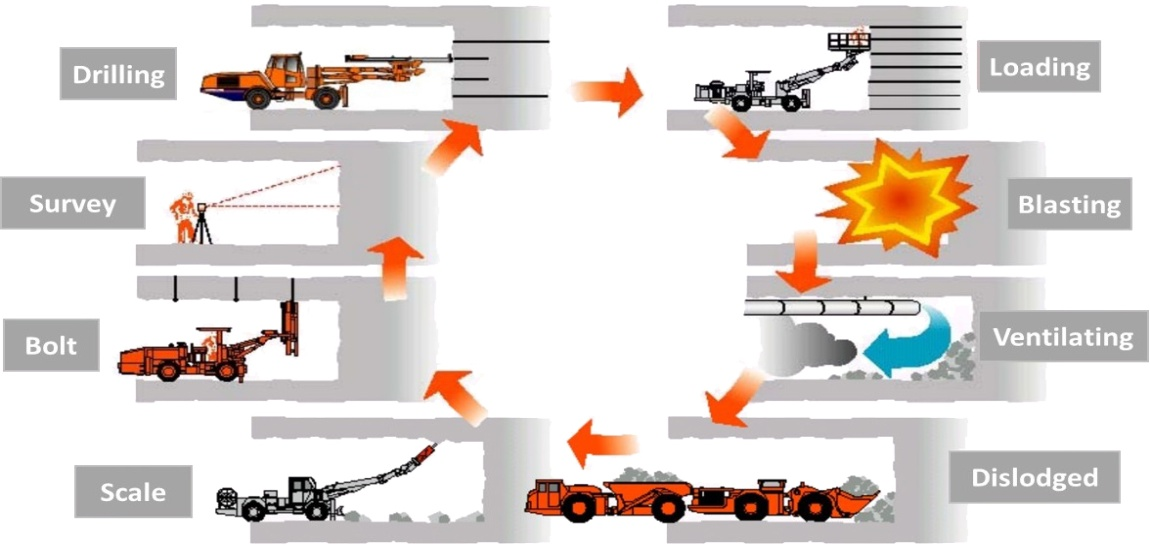 Drilling
Loading
Survey
Blasting
Bolt
Ventilating
Scale
Dislodged